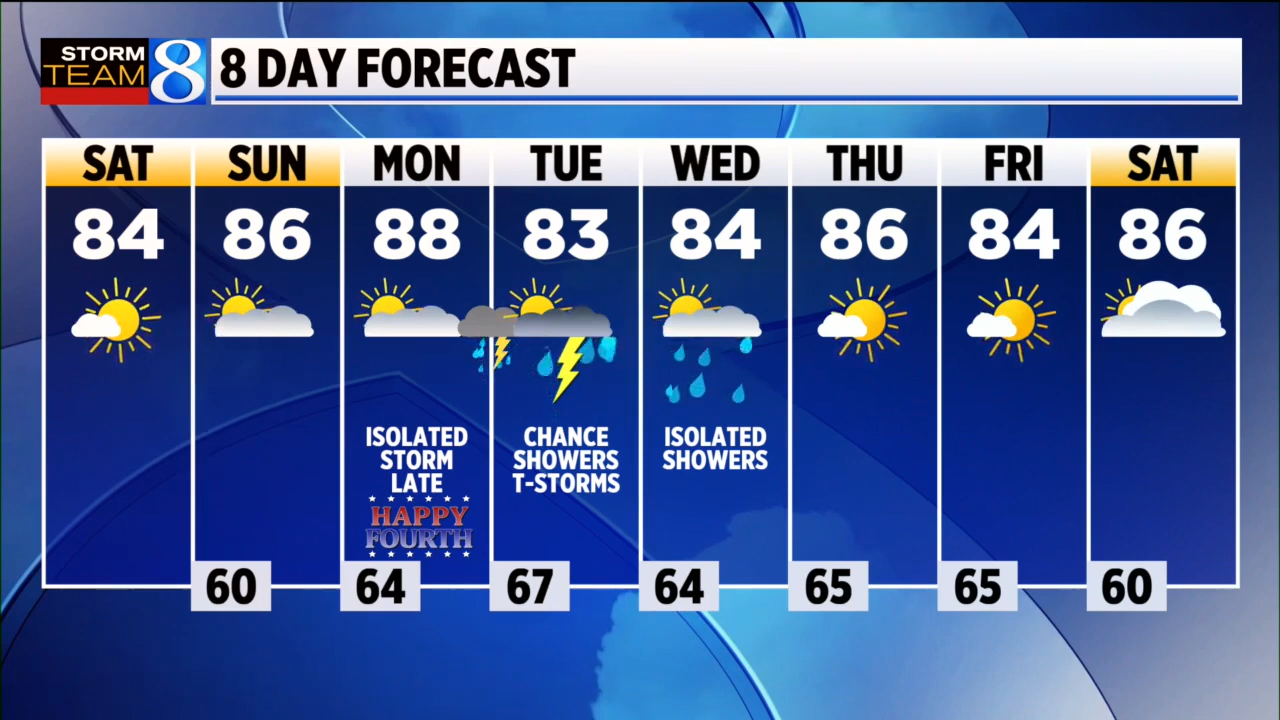 STORM
TEAM 8
8 DAY FORECAST
SAT SUN MON TUE WED THU FRI SAT
84 86 88 83 84 86 84 86
ISOLATED
STORM
LATE
HAPPY
FOURTH
CHANCE
SHOWERS
T-STORMS
ISOLATED
SHOWERS
60 64 67 64 65 65 60